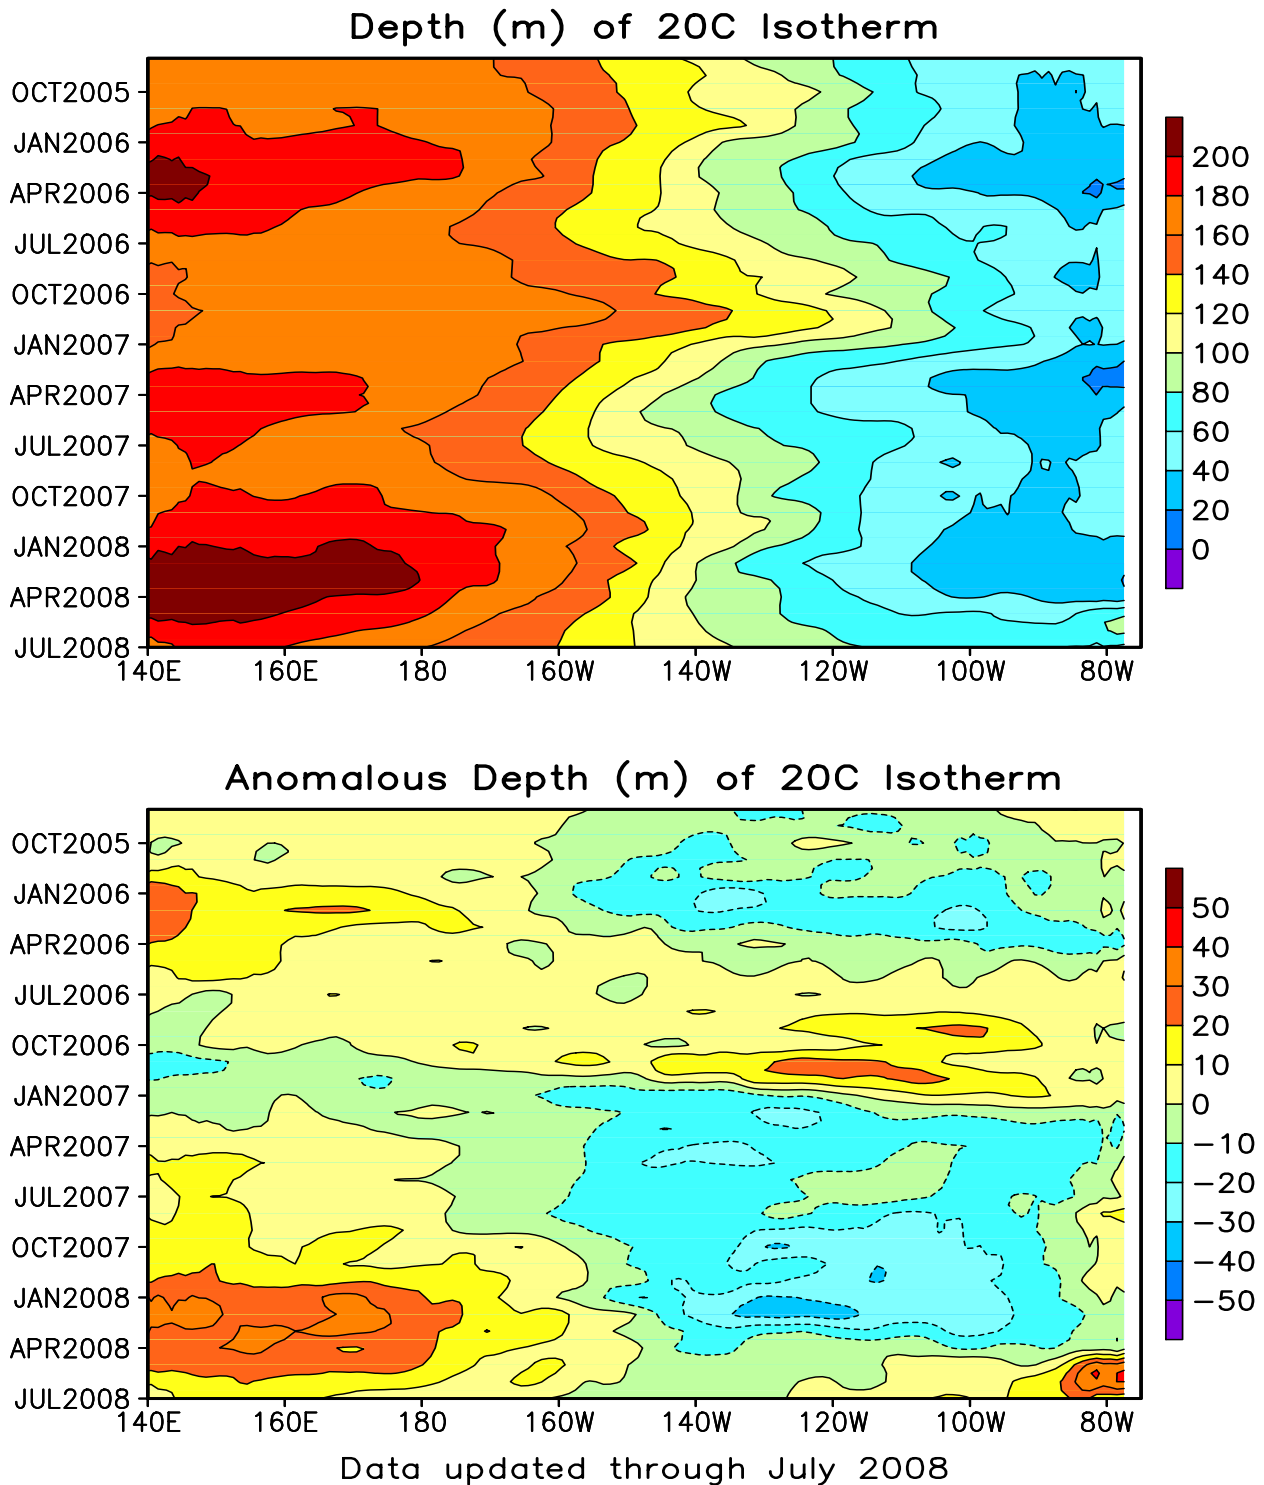 Depth (m) of 20C Isotherm
OCT2005
JAN2006
APR2006
JUL2006
OCT2006
JAN2007
APR2007
JUL2007
OCT2007
JAN2008
APR2008
JUL2008
140E 160E 180 160W 140W 120W 100W 80W
200
180
160
140
120
100
80
60
40
20
0
Anomalous Depth (m) of 20C Isotherm
OCT2005
JAN2006
APR2006
JUL2006
OCT2006
JAN2007
APR2007
JUL2007
OCT2007
JAN2008
APR2008
JUL2008
140E 160E 180 160W 140W 120W 100W 80W
50
40
30
20
10
0
−10
−20
−30
−40
−50
Data updated through July 2008